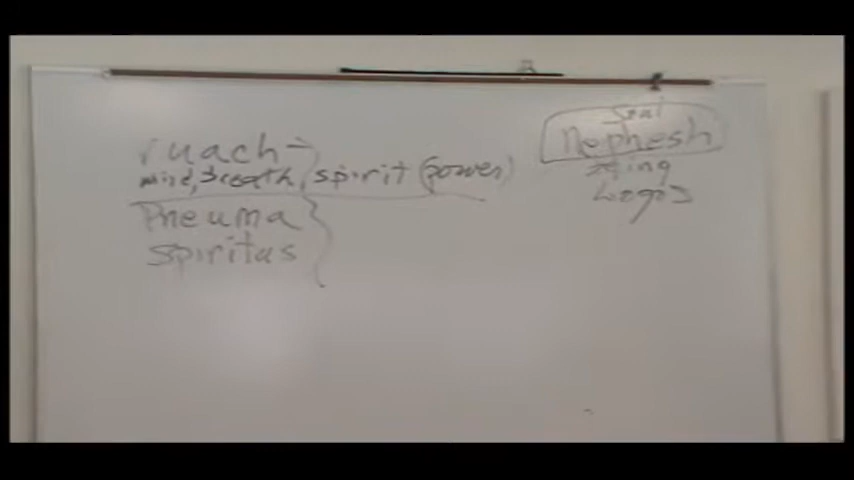 ruach -
mind, Breath, spirit (power)
Pneuma
spiritus
Soul
Nephesh
Logos